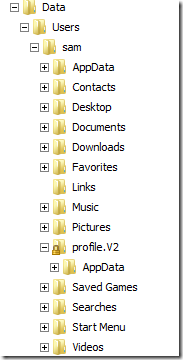 Data
Users
sam
AppData
Contacts
Desktop
Documents
Downloads
Favorites
Links
Music
Pictures
profile.V2
AppData
Saved Games
Searches
Start Menu
Videos